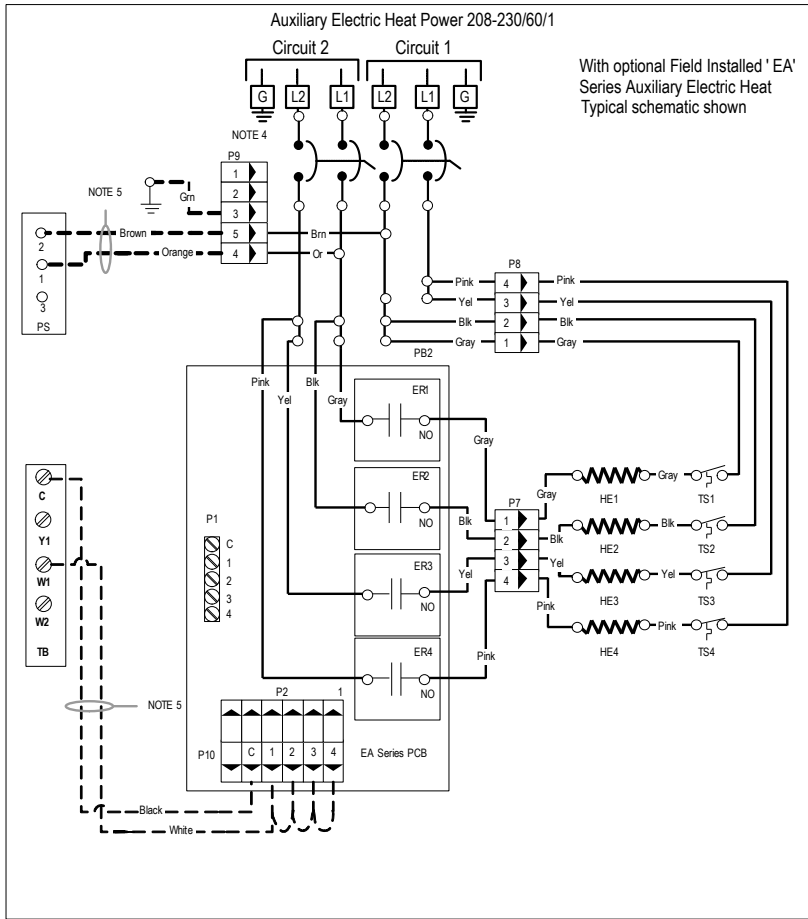 Auxiliary Electric Heat Power 208-230/60/1
Circuit 2 Circuit 1
With optional Field Installed ' EA'
Series Auxiliary Electric Heat
Typical schematic shown
G L2 L1 L2 L1 G
NOTE 4
P9
1
2
3
5
4
Grn
NOTE 5
Brown
Orange
Brn
Or
2
1
3
PS
P8
Pink 4 Pink
Yel 3 Yel
Blk 2 Blk
Gray 1 Gray
PB2
Pink
Yel
Blk
Gray
ER1
NO
Gray
ER2
NO
Blk
ER3
NO
Yel
ER4
NO
Pink
P7
1
2
3
4
Gray
Blk
Yel
Pink
Gray
HE1 TS1
Blk
HE2 TS2
Yel
HE3 TS3
Pink
HE4 TS4
C
Y1
W1
W2
TB
P1
C
1
2
3
4
NOTE 5
P2 1
P10 C 1 2 3 4
EA Series PCB
Black
White